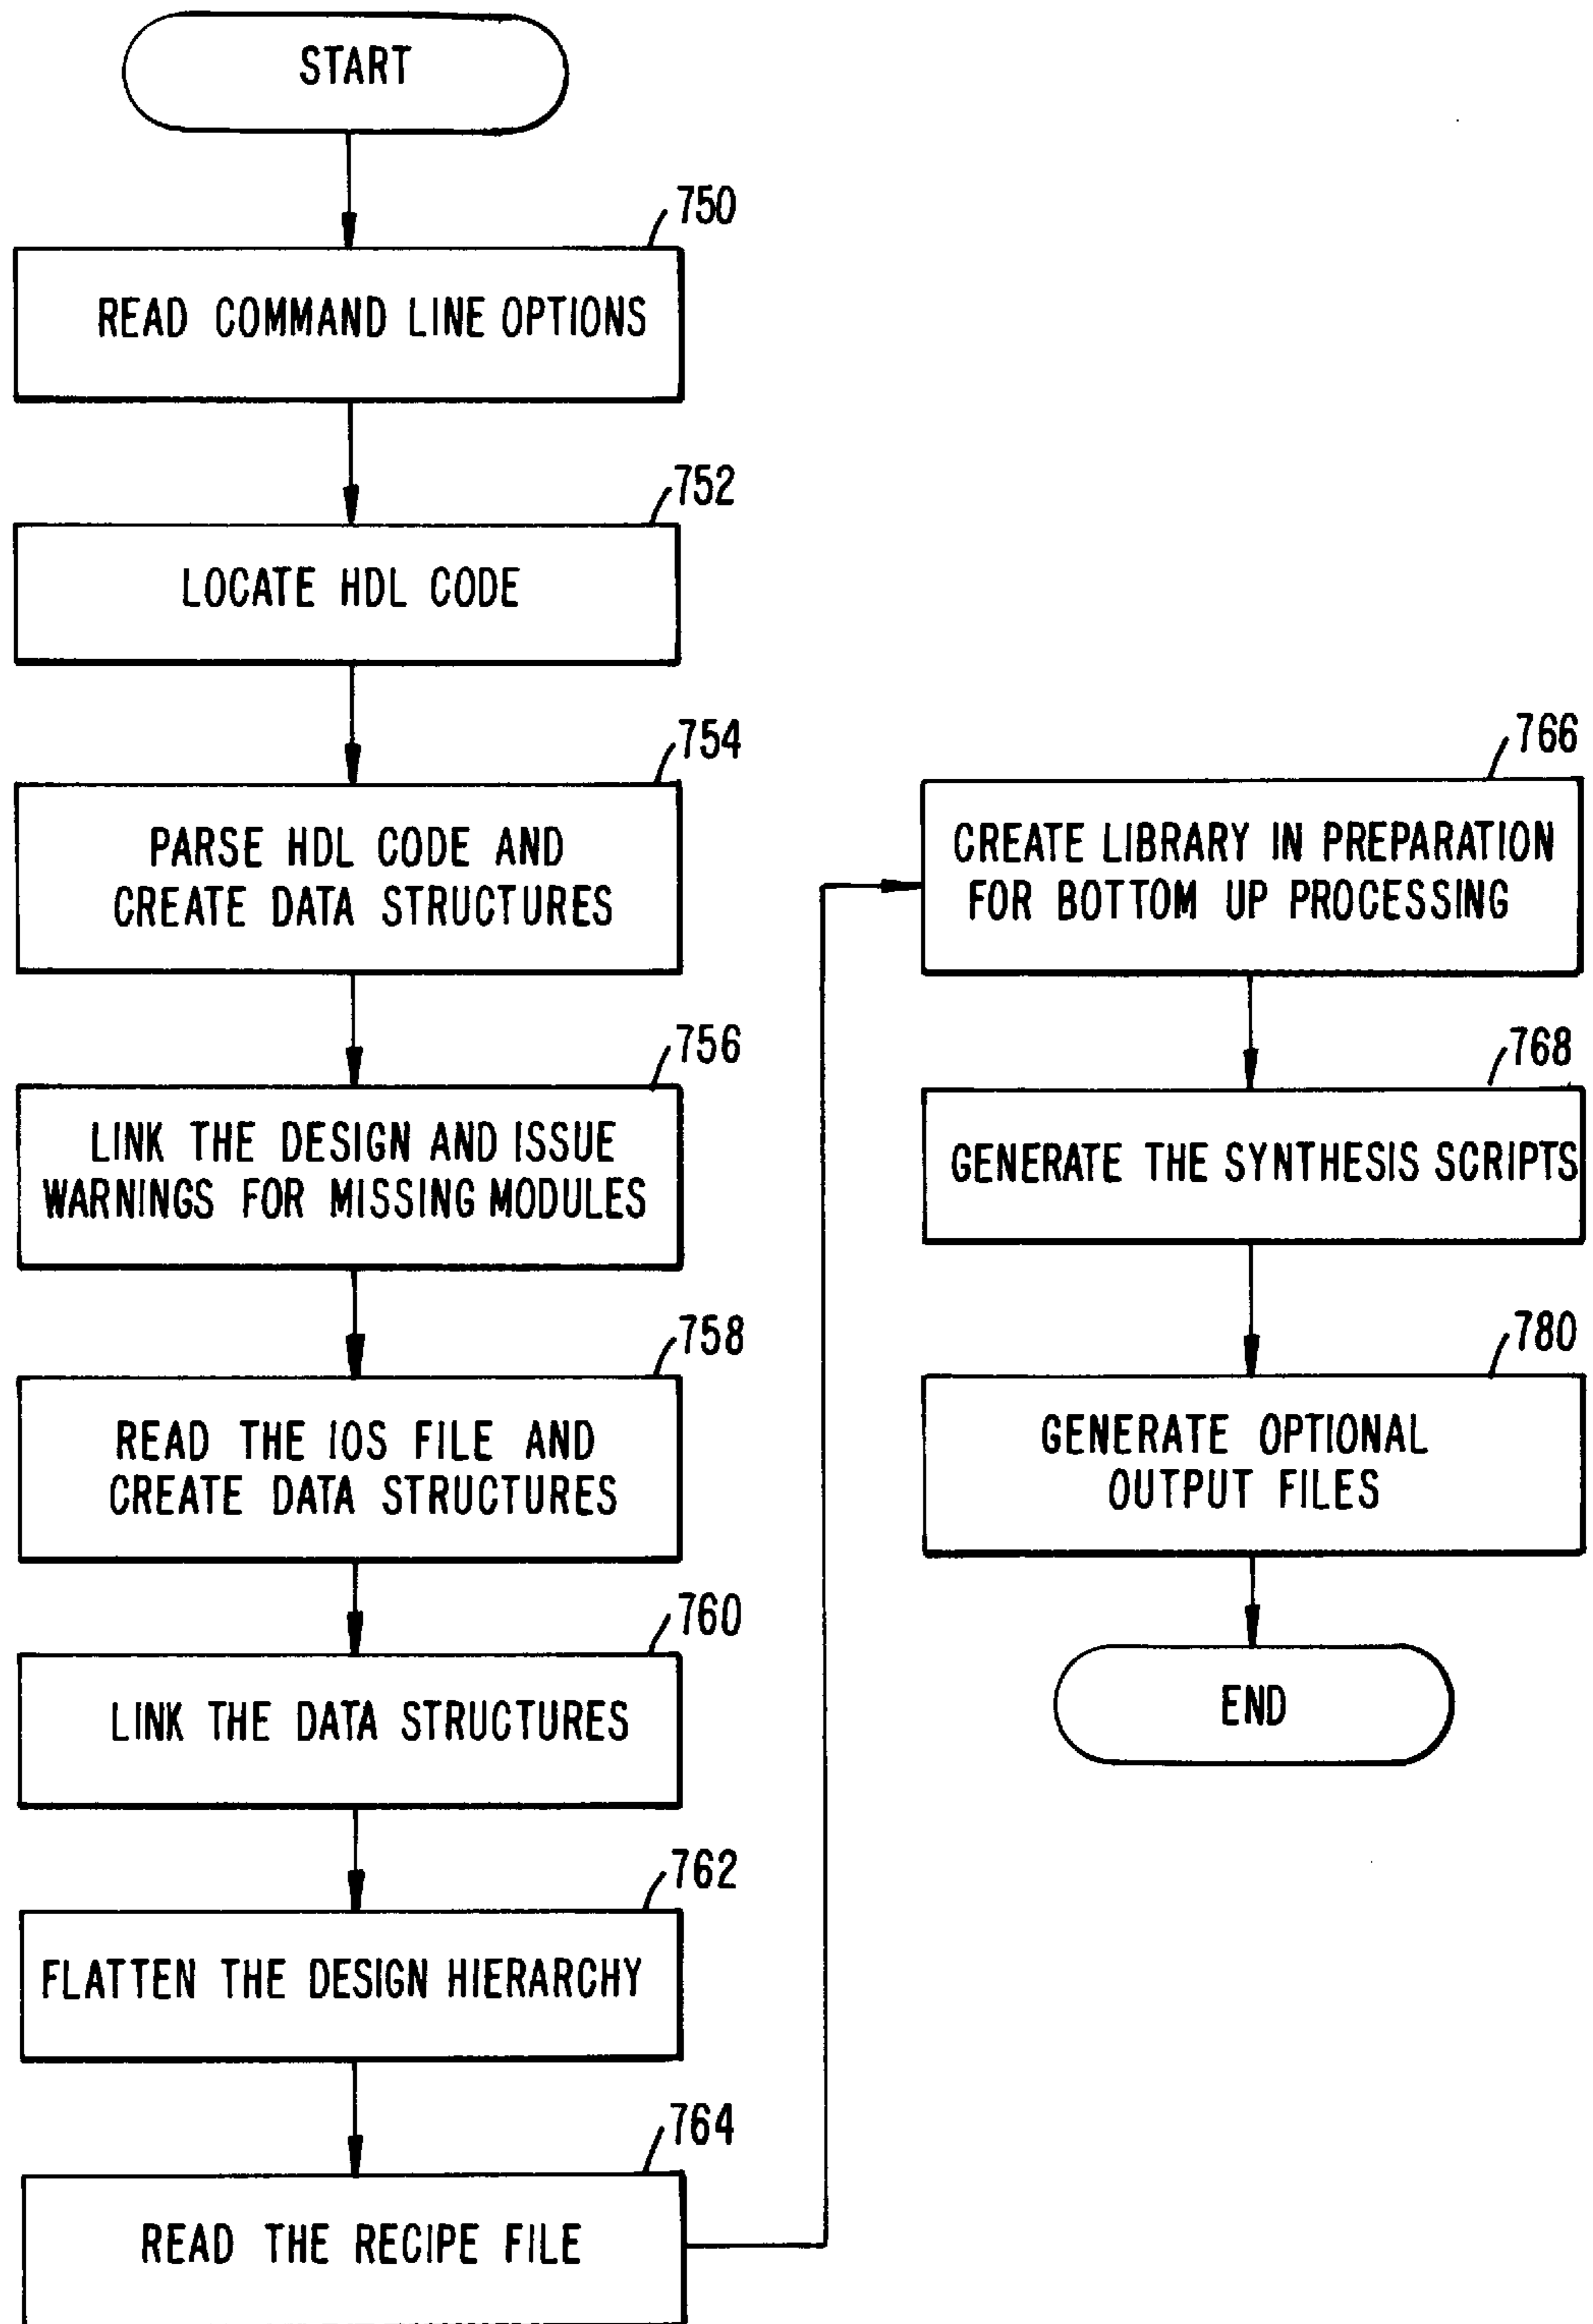 START
750
READ COMMAND LINE OPTIONS
752
LOCATE HDL CODE
754
PARSE HDL CODE AND
CREATE DATA STRUCTURES
756
LINK THE DESIGN AND ISSUE
WARNINGS FOR MISSING MODULES
758
READ THE IOS FILE AND
CREATE DATA STRUCTURES
760
LINK THE DATA STRUCTURES
762
FLATTEN THE DESIGN HIERARCHY
764
READ THE RECIPE FILE
766
CREATE LIBRARY IN PREPARATION
FOR BOTTOM UP PROCESSING
768
GENERATE THE SYNTHESIS SCRIPTS
780
GENERATE OPTIONAL
OUTPUT FILES
END